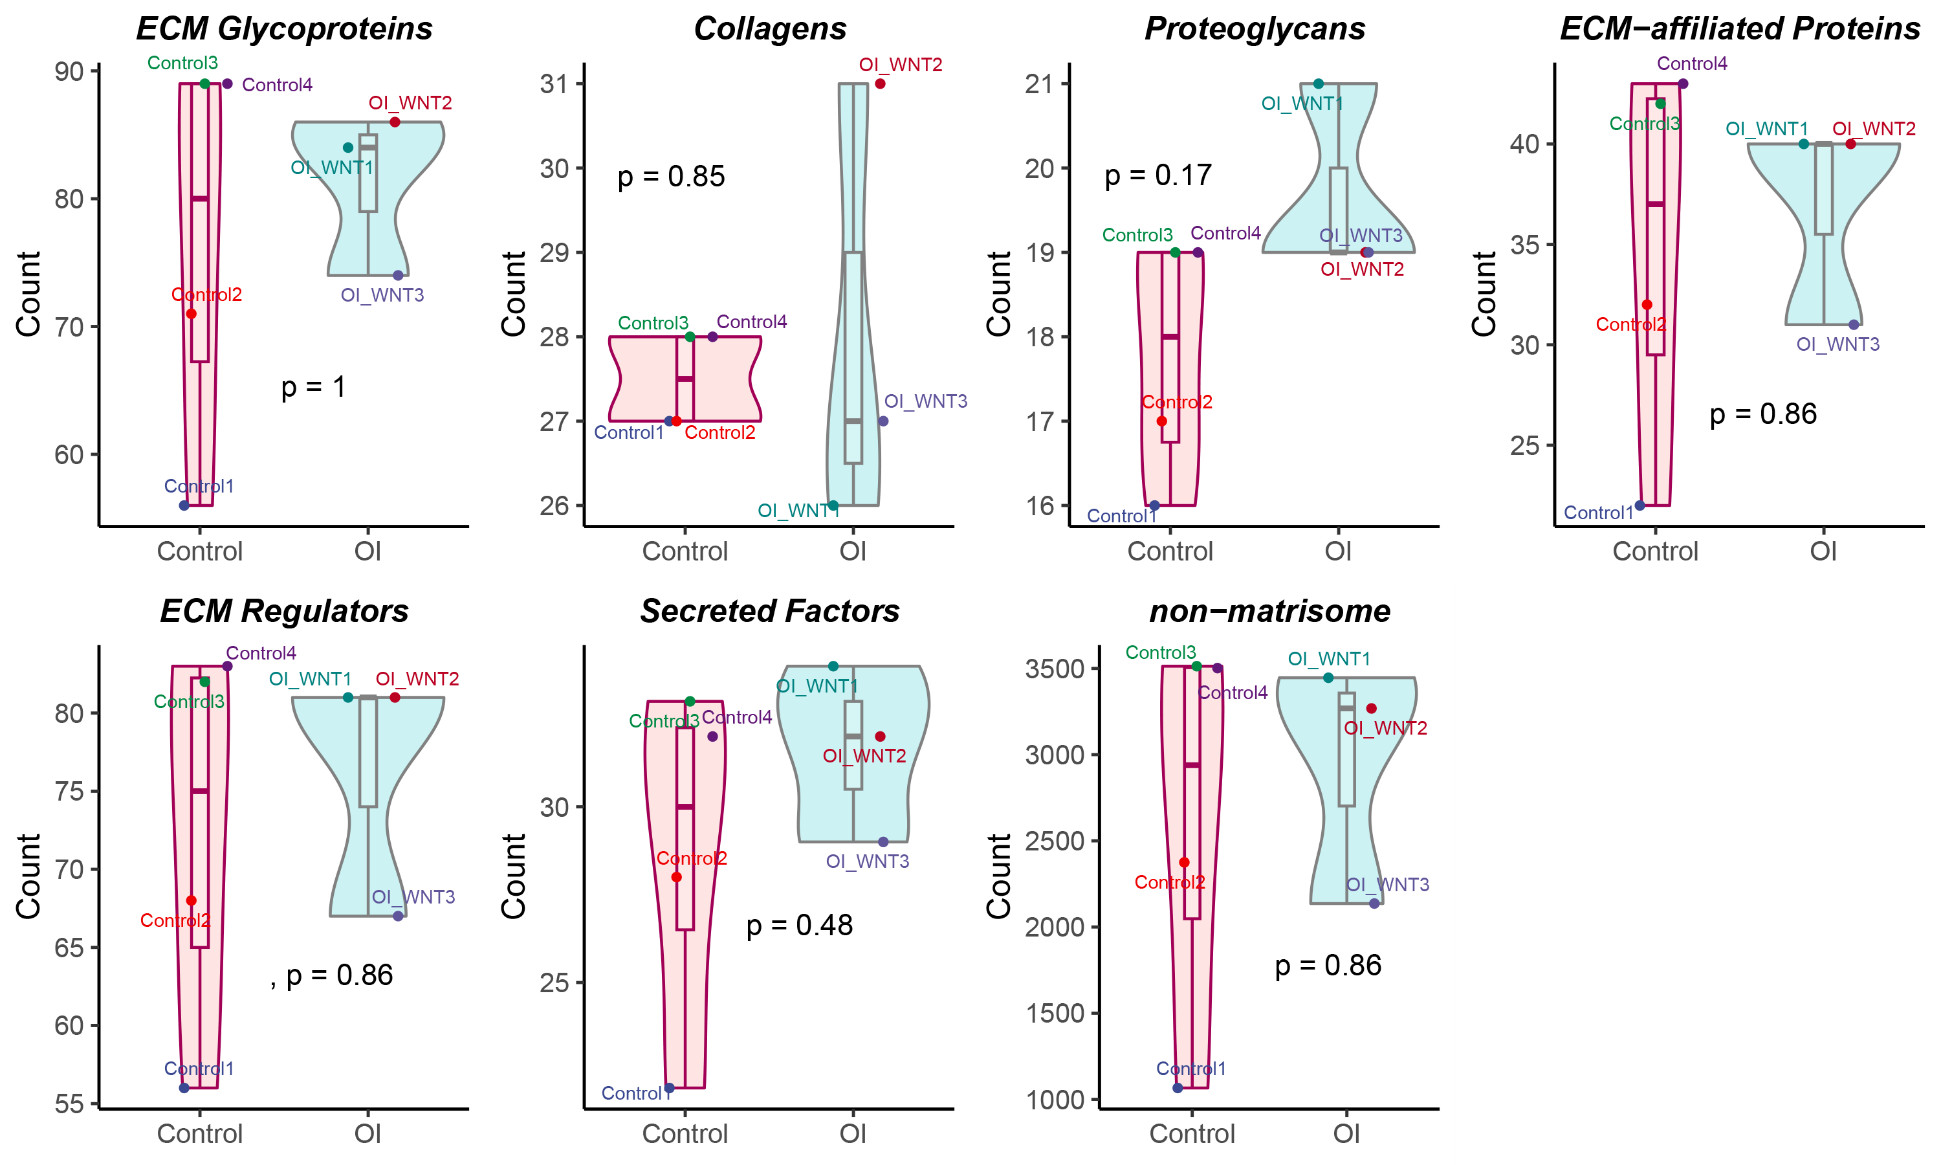 ECM Glycoproteins
Count
90
80
70
60
Control3
Control4
OI_WNT2
OI_WNT1
Control2
OI_WNT3
p = 1
Control1
Control
OI
Collagens
Count
31
30
29
28
27
26
OI_WNT2
p = 0.85
Control3
Control4
OI_WNT3
Control1
Control2
OI_WNT1
Control
OI
Proteoglycans
Count
21
20
19
18
17
16
OI_WNT1
p = 0.17
Control3
Control4
OI_WNT3
OI_WNT2
Control2
Control1
Control
OI
ECM−affiliated Proteins
Count
40
35
30
25
Control4
Control3
OI_WNT1
OI_WNT2
Control2
OI_WNT3
p = 0.86
Control1
Control
OI
ECM Regulators
Count
80
75
70
65
60
55
Control4
OI_WNT1
OI_WNT2
Control3
OI_WNT3
Control2
, p = 0.86
Control1
Control
OI
Secreted Factors
Count
30
25
OI_WNT1
Control3
Control4
OI_WNT2
Control2
OI_WNT3
p = 0.48
Control1
Control
OI
non−matrisome
Count
3500
3000
2500
2000
1500
1000
Control3
OI_WNT1
Control4
OI_WNT2
Control2
OI_WNT3
p = 0.86
Control1
Control
OI